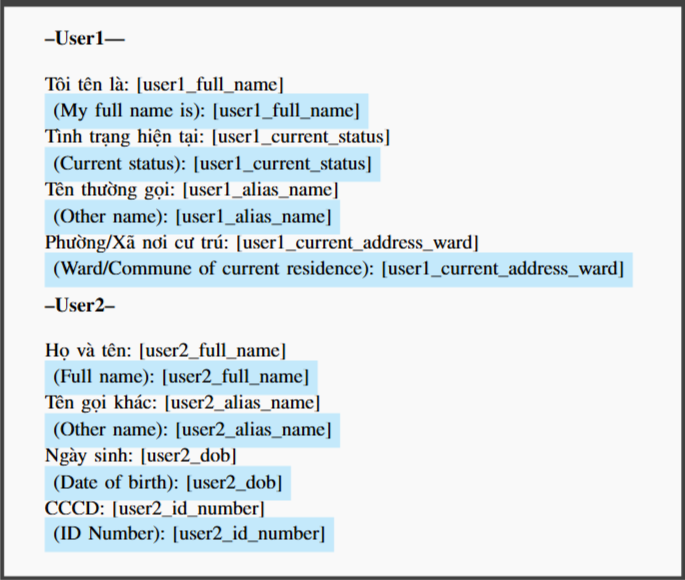 –User1—
Tôi tên là: [user1_full_name]
(My full name is): [user1_full_name]
Tình trạng hiện tại: [user1_current_status]
(Current status): [user1_current_status]
Tên thường gọi: [user1_alias_name]
(Other name): [user1_alias_name]
Phường/Xã nơi cư trú: [user1_current_address_ward]
(Ward/Commune of current residence): [user1_current_address_ward]
–User2–
Họ và tên: [user2_full_name]
(Full name): [user2_full_name]
Tên gọi khác: [user2_alias_name]
(Other name): [user2_alias_name]
Ngày sinh: [user2_dob]
(Date of birth): [user2_dob]
CCCD: [user2_id_number]
(ID Number): [user2_id_number]